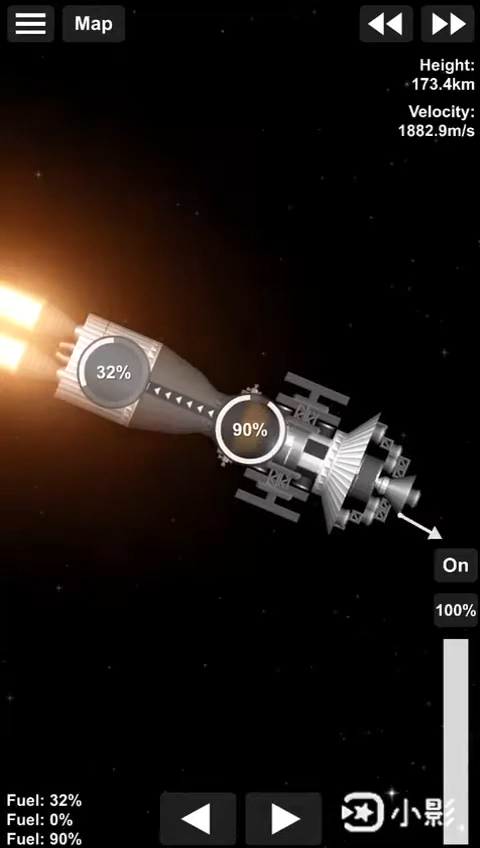 Map
Height:
173.4km
Velocity:
1882.9m/s
32%
90%
On
100%
Fuel: 32%
Fuel: 0%
Fuel: 90%
小影